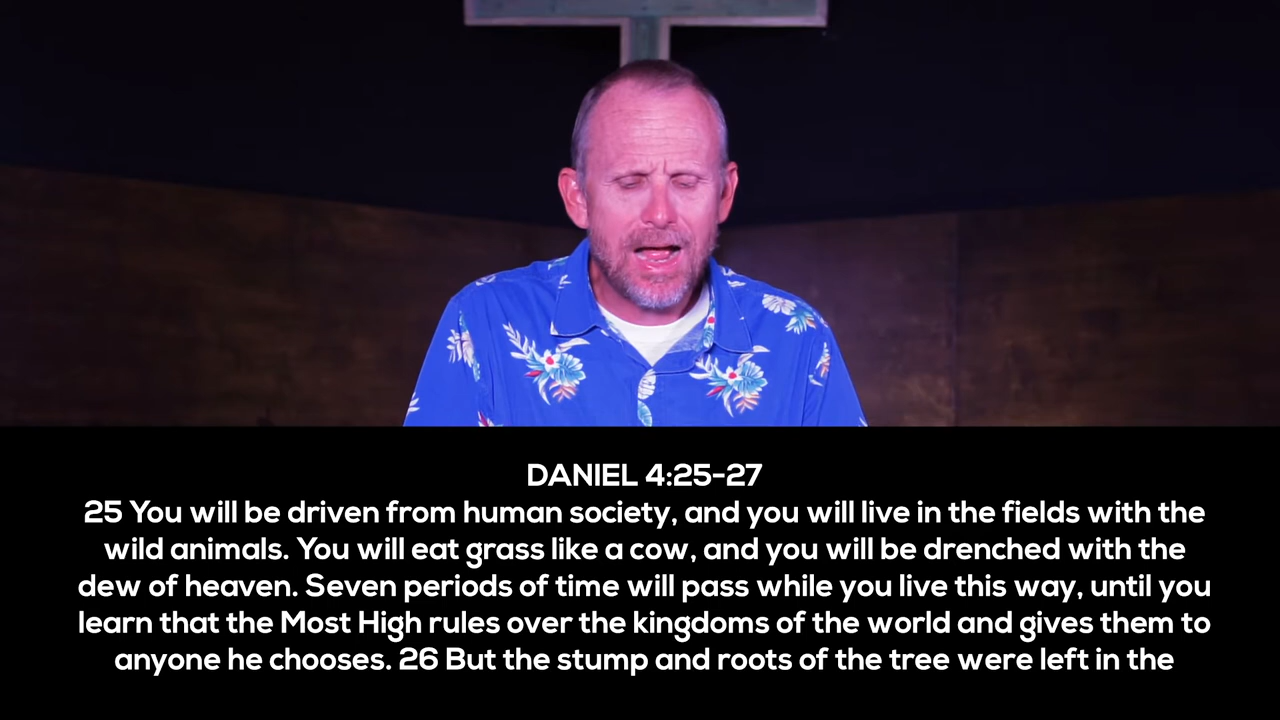 DANIEL 4:25-27
25 You will be driven from human society, and you will live in the fields with the
wild animals. You will eat grass like a cow, and you will be drenched with the
dew of heaven. Seven periods of time will pass while you live this way, until you
learn that the Most High rules over the kingdoms of the world and gives them to
anyone he chooses. 26 But the stump and roots of the tree were left in the